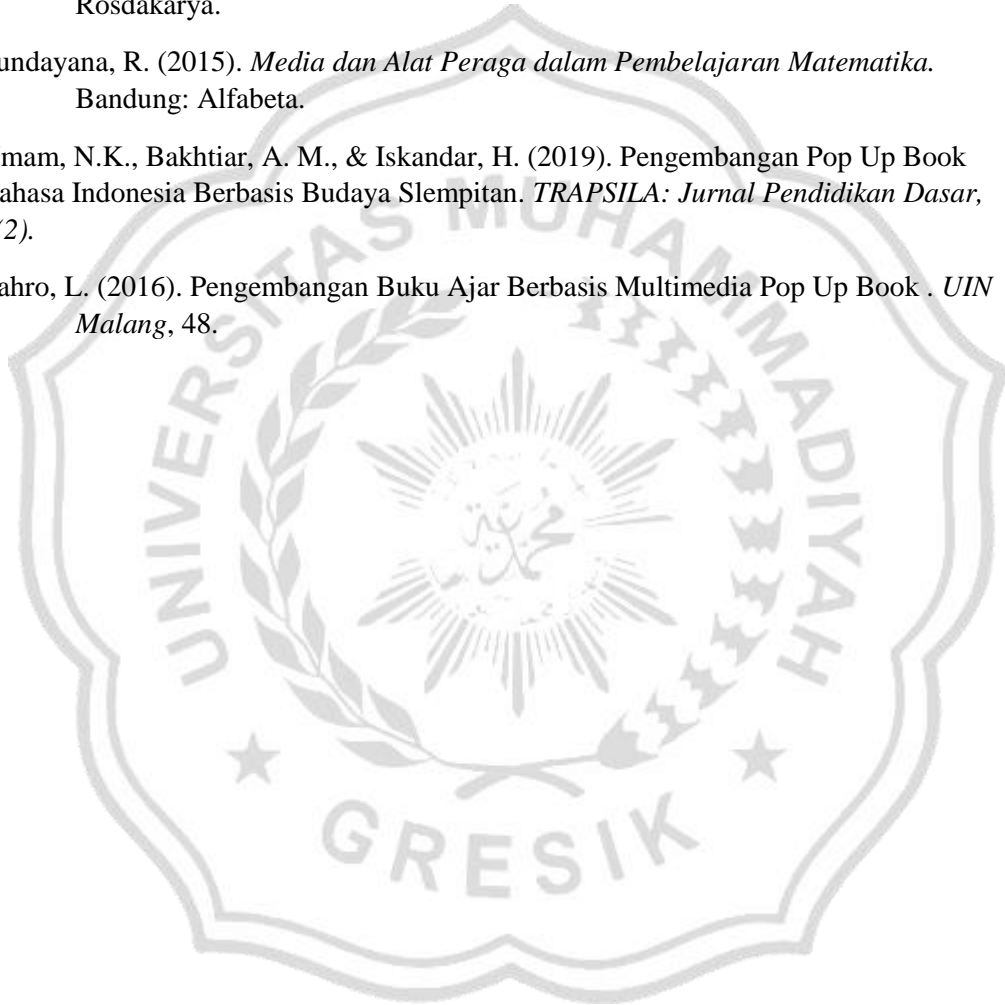 Rosdakarya.
undayana, R. (2015). Media dan Alat Peraga dalam Pembelajaran Matematika.
Bandung: Alfabeta.
mam, N.K., Bakhtiar, A. M., & Iskandar, H. (2019). Pengembangan Pop Up Book
ahasa Indonesia Berbasis Budaya Slempitan. TRAPSILA: Jurnal Pendidikan Dasar,
(2).
ahro, L. (2016). Pengembangan Buku Ajar Berbasis Multimedia Pop Up Book . UIN
Malang, 48.
UNIVERSITAS MUHAMMADIYAH
GRESIK